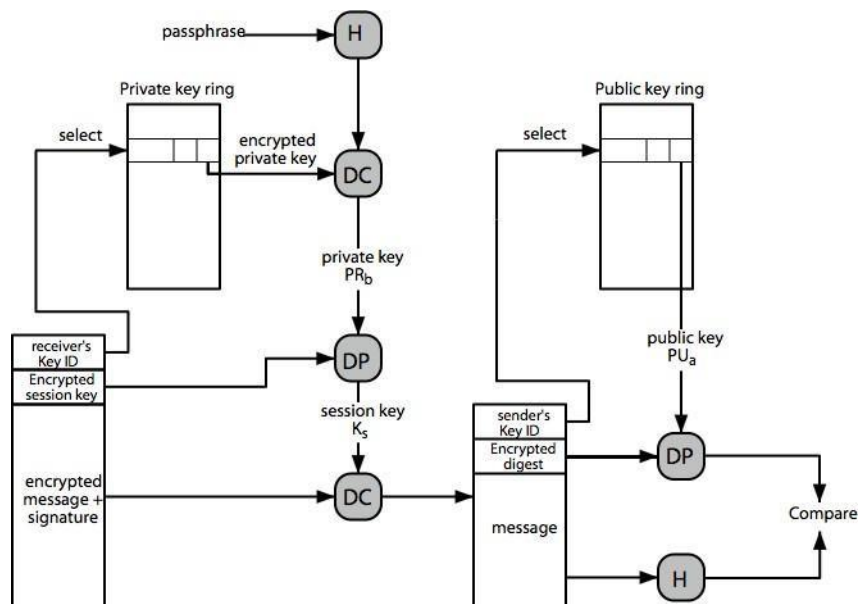 passphrase
H
Private key ring
Public key ring
select
encrypted
private key
select
DC
private key
PRb
public key
PUa
receiver's
Key ID
DP
Encrypted
session key
session key
Ks
sender's
Key ID
Encrypted
digest
DP
encrypted
message +
signature
DC
message
Compare
H